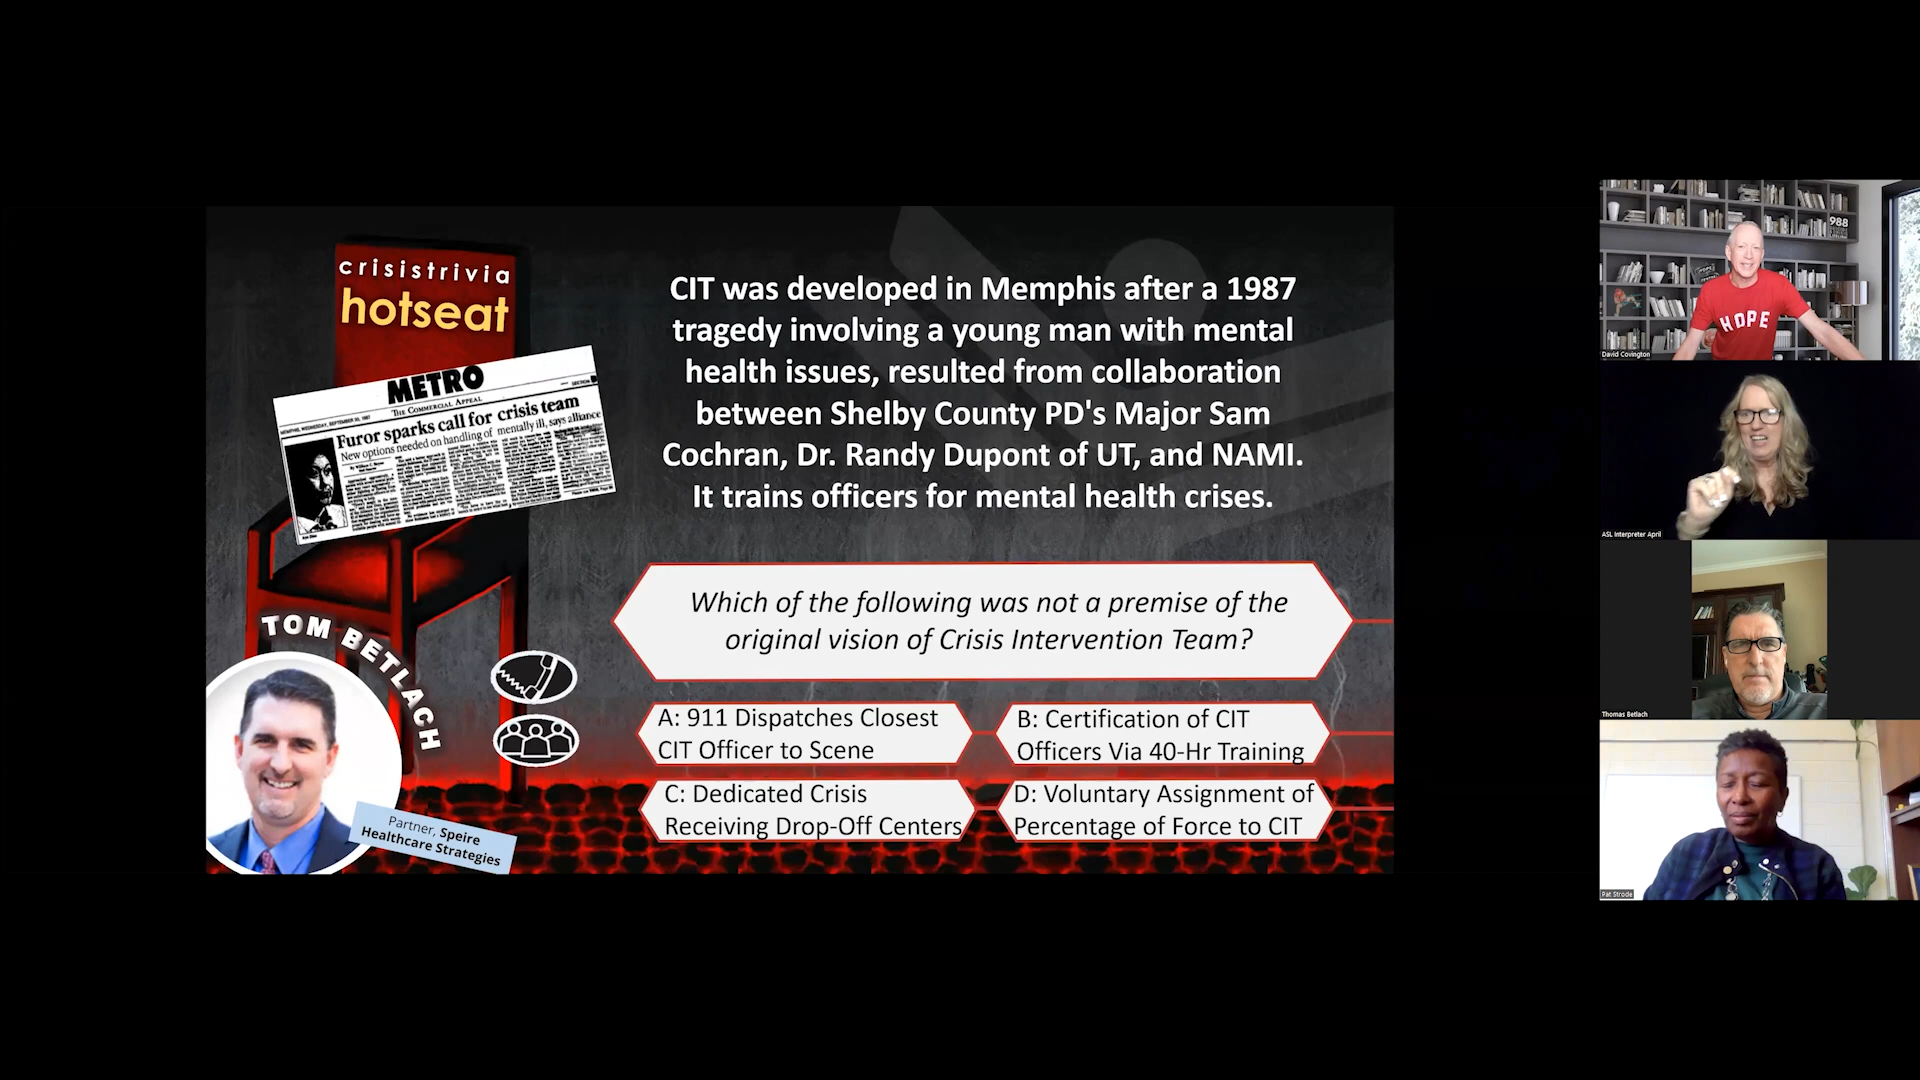 crisistrivia
hotseat
METRO
THE COMMERCIAL APPEAL
Furor sparks call for crisis team
New options needed on handling of mentally ill, says alliance
TOM BETLACH
Partner, Speire
Healthcare Strategies
CIT was developed in Memphis after a 1987
tragedy involving a young man with mental
health issues, resulted from collaboration
between Shelby County PD's Major Sam
Cochran, Dr. Randy Dupont of UT, and NAMI.
It trains officers for mental health crises.
Which of the following was not a premise of the
original vision of Crisis Intervention Team?
A: 911 Dispatches Closest
CIT Officer to Scene
B: Certification of CIT
Officers Via 40-Hr Training
C: Dedicated Crisis
Receiving Drop-Off Centers
D: Voluntary Assignment of
Percentage of Force to CIT
988
HOPE
David Covington
ASL Interpreter April
Thomas Betlach
Pat Strode